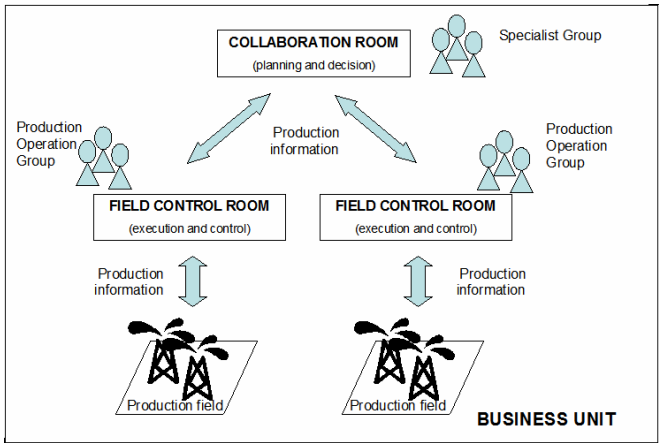 COLLABORATION ROOM
(planning and decision)
Specialist Group
Production
Operation
Group
Production
information
Production
Operation
Group
FIELD CONTROL ROOM
(execution and control)
FIELD CONTROL ROOM
(execution and control)
Production
information
Production
information
Production field
Production field
BUSINESS UNIT